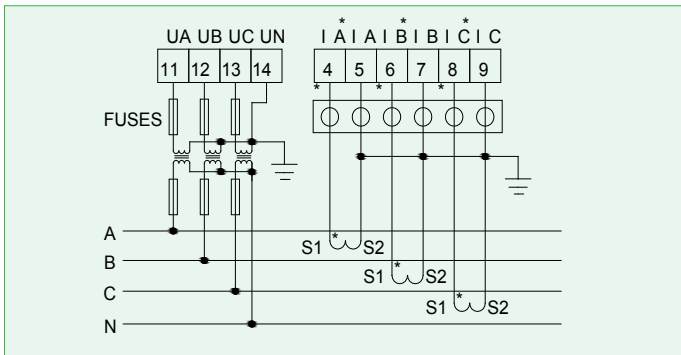 UA UB UC UN
I A* I A I B* I B I C* I C
11 12 13 14
4 5 6 7 8 9
* * *
FUSES
A
S1 * S2
B
S1 * S2
C
S1 * S2
N